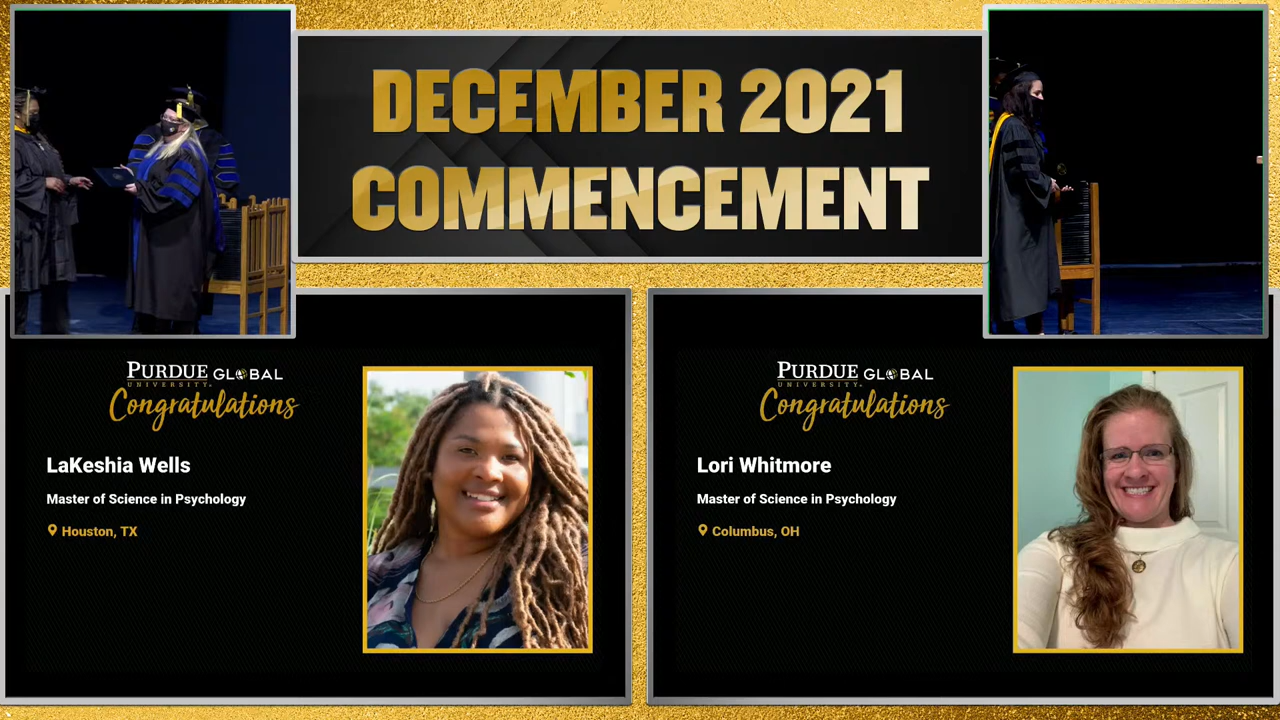 DECEMBER 2021
COMMENCEMENT
PURDUE GLOBAL
UNIVERSITY®
Congratulations
LaKeshia Wells
Master of Science in Psychology
Houston, TX
PURDUE GLOBAL
UNIVERSITY®
Congratulations
Lori Whitmore
Master of Science in Psychology
Columbus, OH